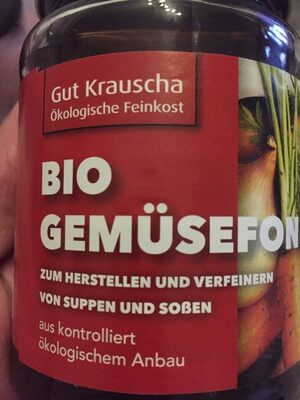 Gut Krauscha
Ökologische Feinkost
BIO
GEMÜSEFON
ZUM HERSTELLEN UND VERFEINERN
VON SUPPEN UND SOßEN
aus kontrolliert
ökologischem Anbau